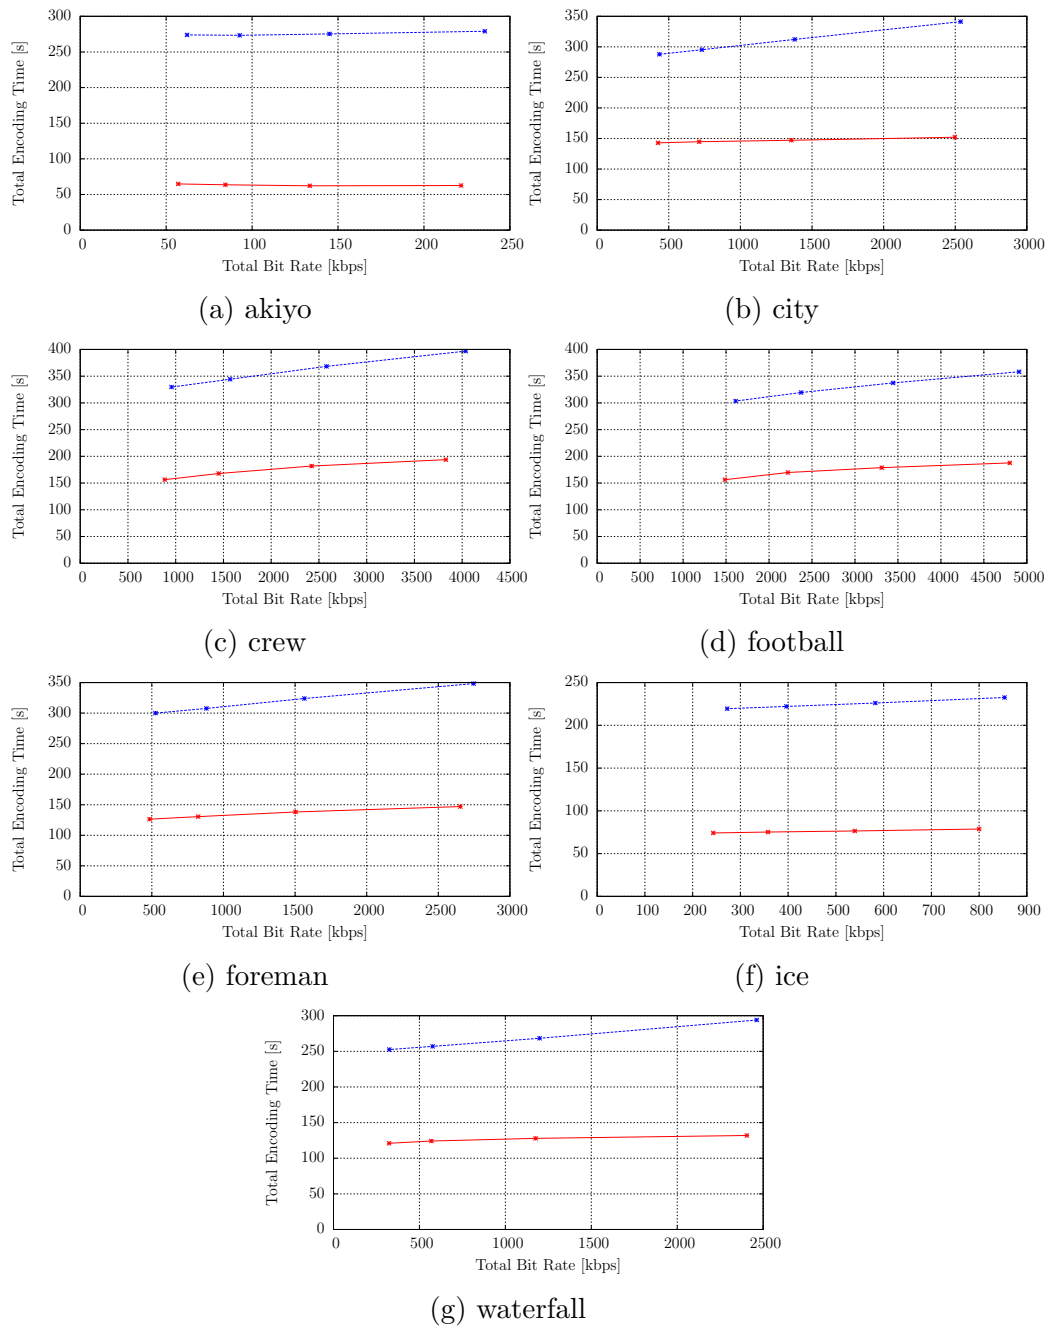 300
250
200
150
100
50
0
Total Encoding Time [s]
0 50 100 150 200 250
Total Bit Rate [kbps]
(a) akiyo
350
300
250
200
150
100
50
0
Total Encoding Time [s]
0 500 1000 1500 2000 2500 3000
Total Bit Rate [kbps]
(b) city
400
350
300
250
200
150
100
50
0
Total Encoding Time [s]
0 500 1000 1500 2000 2500 3000 3500 4000 4500
Total Bit Rate [kbps]
(c) crew
400
350
300
250
200
150
100
50
0
Total Encoding Time [s]
0 500 1000 1500 2000 2500 3000 3500 4000 4500 5000
Total Bit Rate [kbps]
(d) football
350
300
250
200
150
100
50
0
Total Encoding Time [s]
0 500 1000 1500 2000 2500 3000
Total Bit Rate [kbps]
(e) foreman
250
200
150
100
50
0
Total Encoding Time [s]
0 100 200 300 400 500 600 700 800 900
Total Bit Rate [kbps]
(f) ice
300
250
200
150
100
50
0
Total Encoding Time [s]
0 500 1000 1500 2000 2500
Total Bit Rate [kbps]
(g) waterfall